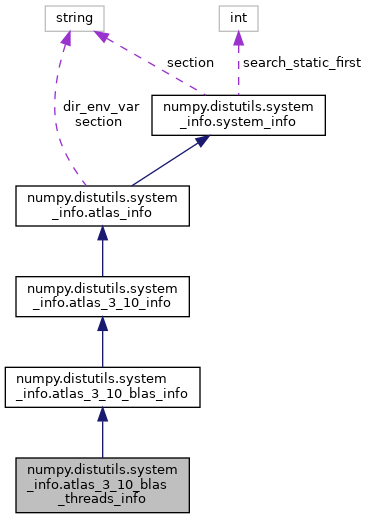 string
int
section
search_static_first
dir_env_var
section
numpy.distutils.system
_info.system_info
numpy.distutils.system
_info.atlas_info
numpy.distutils.system
_info.atlas_3_10_info
numpy.distutils.system
_info.atlas_3_10_blas_info
numpy.distutils.system
_info.atlas_3_10_blas
_threads_info